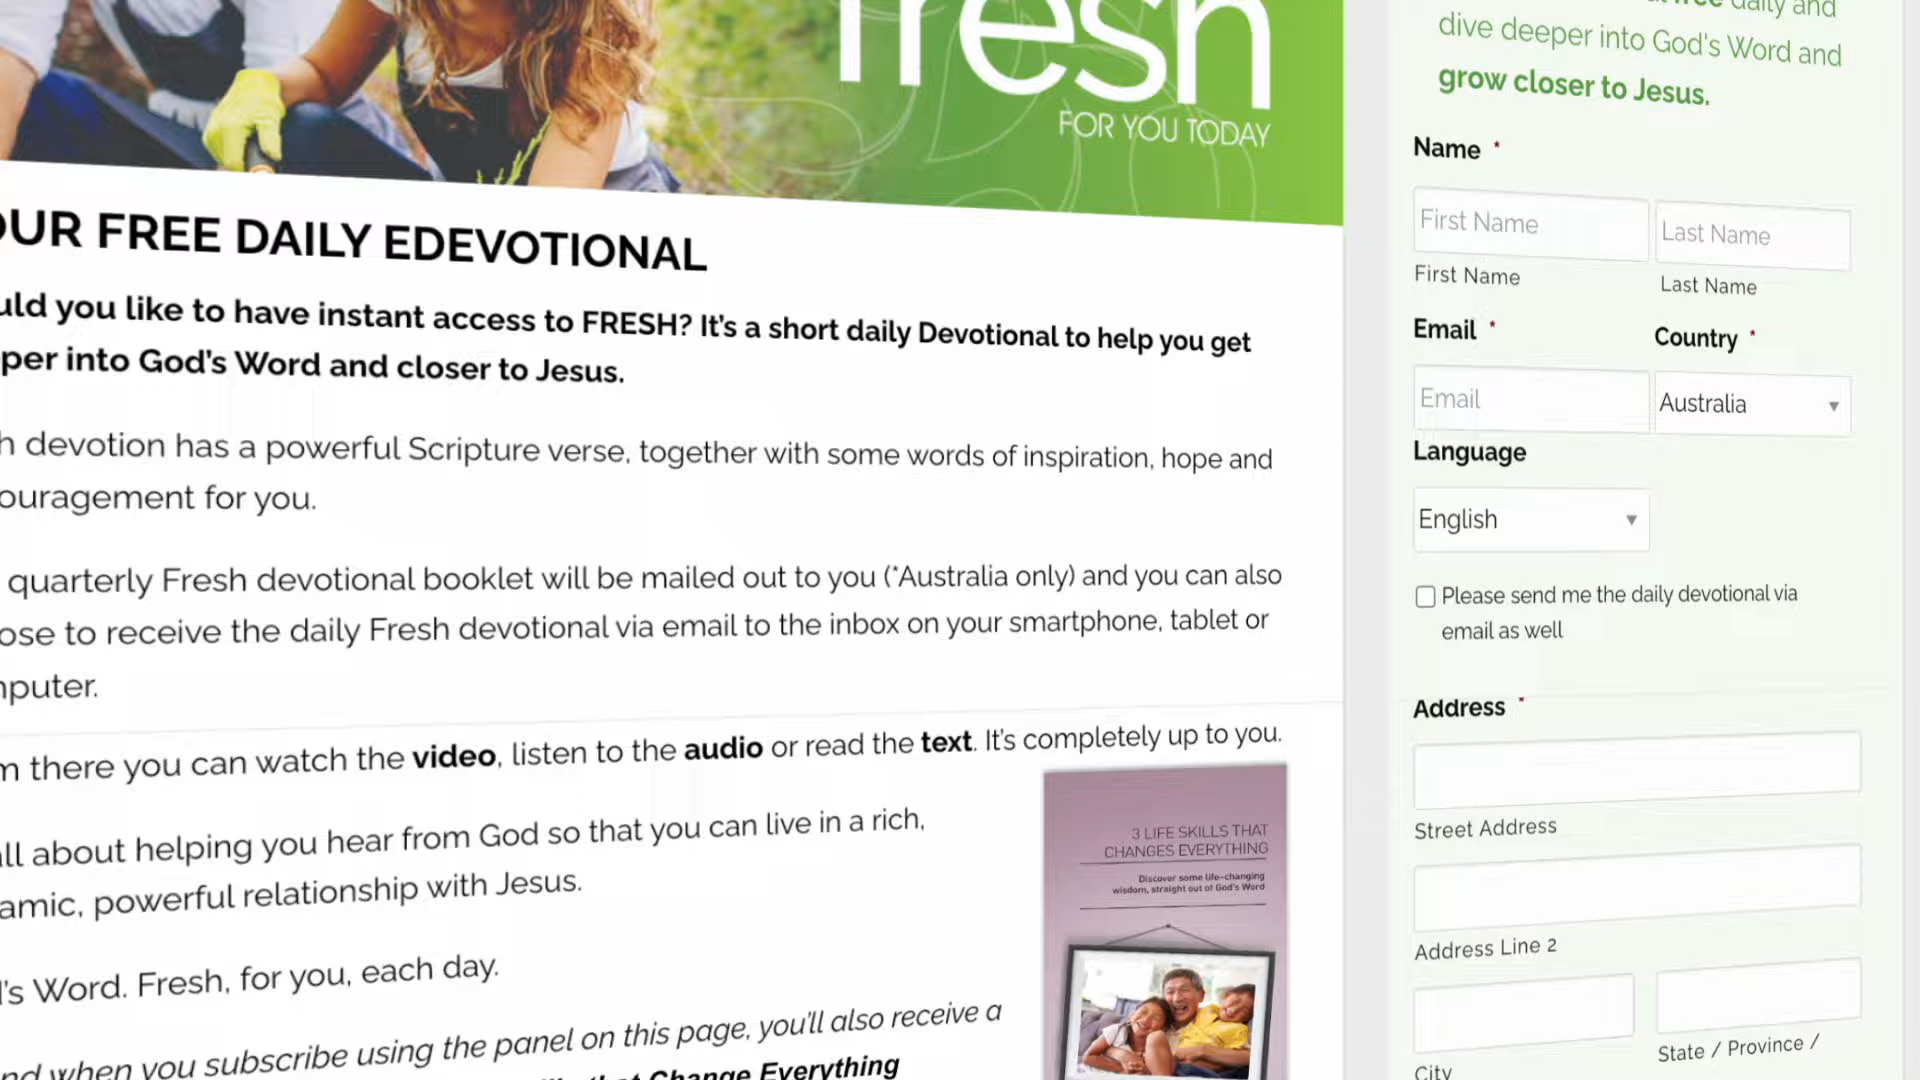 fresh
FOR YOU TODAY
FREE DAILY EDEVOTIONAL
you like to have instant access to FRESH? It's a short daily Devotional to help you get
into God's Word and closer to Jesus.
devotion has a powerful Scripture verse, together with some words of inspiration, hope and
for you.
quarterly Fresh devotional booklet will be mailed out to you (*Australia only) and you can also
to receive the daily Fresh devotional via email to the inbox on your smartphone, tablet or
there you can watch the video, listen to the audio or read the text. It's completely up to you.
all about helping you hear from God so that you can live in a rich,
powerful relationship with Jesus.
Word. Fresh, for you, each day.
when you subscribe using the panel on this page, you'll also receive a
Change Everything
3 LIFE SKILLS THAT
CHANGES EVERYTHING
Discover some life-changing
wisdom, straight out of God's Word
free daily and
dive deeper into God's Word and
grow closer to Jesus.
Name *
First Name Last Name
First Name Last Name
Email * Country *
Email Australia
Language
English
Please send me the daily devotional via
email as well
Address *
Street Address
Address Line 2
City State / Province /